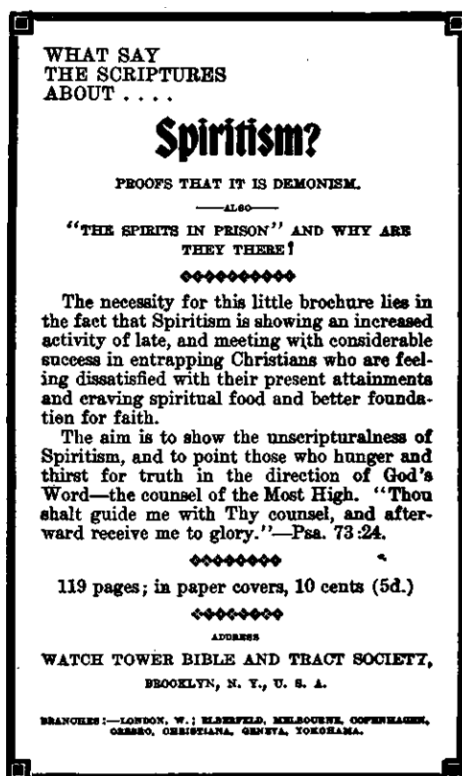 WHAT SAY
THE SCRIPTURES
ABOUT . . . .
Spiritism?
PROOFS THAT IT IS DEMONISM.
—ALSO—
"THE SPIRITS IN PRISON" AND WHY ARE
THEY THERE!
The necessity for this little brochure lies in
the fact that Spiritism is showing an increased
activity of late, and meeting with considerable
success in entrapping Christians who are feel-
ing dissatisfied with their present attainments
and craving spiritual food and better founda-
tion for faith.
The aim is to show the unscripturalness of
Spiritism, and to point those who hunger and
thirst for truth in the direction of God's
Word—the counsel of the Most High. "Thou
shalt guide me with Thy counsel, and after-
ward receive me to glory."—Psa. 73:24.
119 pages; in paper covers, 10 cents (5d.)
ADDRESS
WATCH TOWER BIBLE AND TRACT SOCIETY,
BROOKLYN, N. Y., U. S. A.
BRANCHES:—LONDON, W.; ELBERFELD, MELBOURNE, COPENHAGEN,
OREBRO, CHRISTIANA, GENEVA, YOKOHAMA.